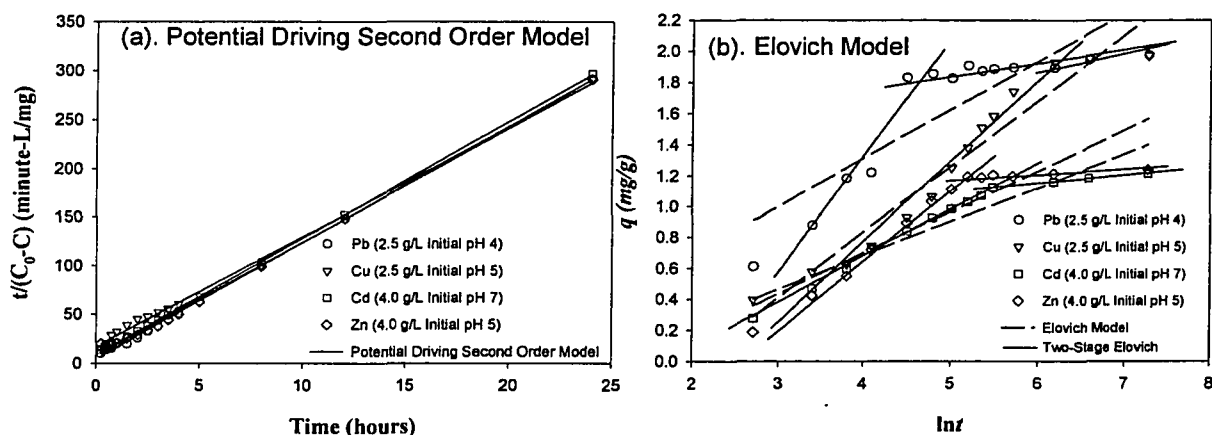 (a). Potential Driving Second Order Model
t/(C0-C) (minute-L/mg)
300
250
200
150
100
50
0
Pb (2.5 g/L Initial pH 4)
Cu (2.5 g/L Initial pH 5)
Cd (4.0 g/L Initial pH 7)
Zn (4.0 g/L Initial pH 5)
Potential Driving Second Order Model
0 5 10 15 20 25
Time (hours)
(b). Elovich Model
q (mg/g)
2.2
2.0
1.8
1.6
1.4
1.2
1.0
0.8
0.6
0.4
0.2
0.0
Pb (2.5 g/L Initial pH 4)
Cu (2.5 g/L Initial pH 5)
Cd (4.0 g/L Initial pH 7)
Zn (4.0 g/L Initial pH 5)
Elovich Model
Two-Stage Elovich
2 3 4 5 6 7 8
lnt